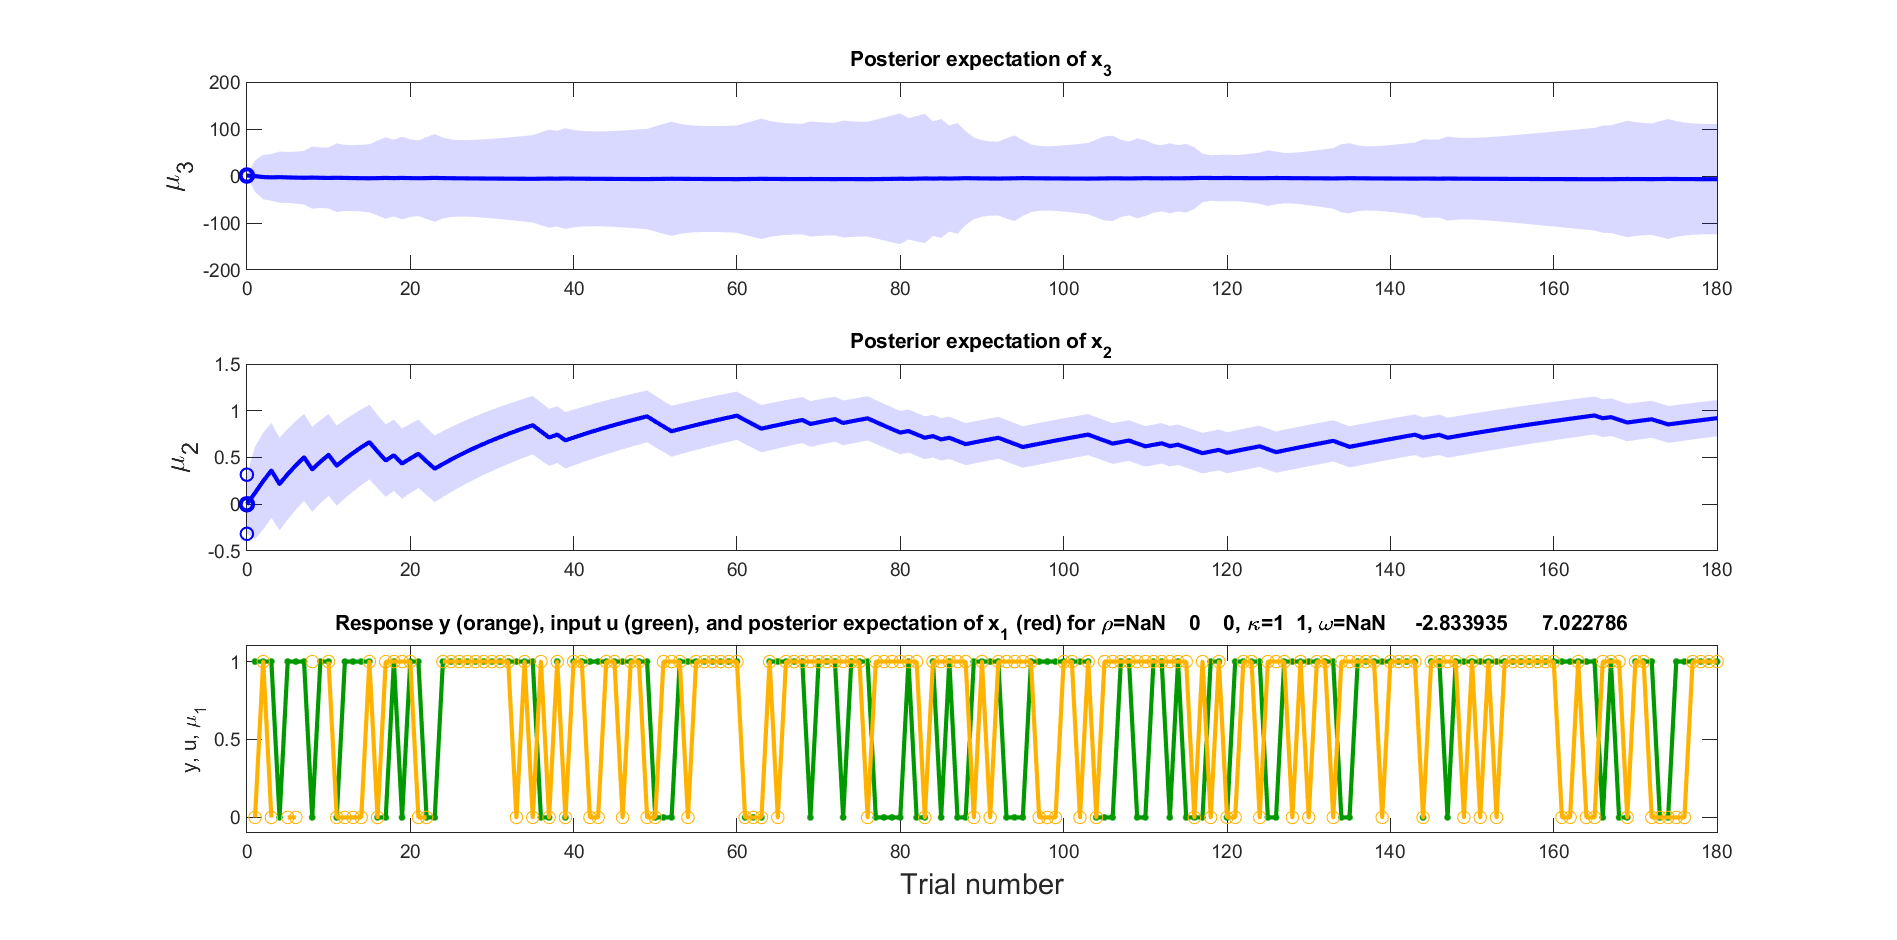 Posterior expectation of x3
200
100
0
-100
-200
μ3
0 20 40 60 80 100 120 140 160 180
Posterior expectation of x2
1.5
1
0.5
0
-0.5
μ2
0 20 40 60 80 100 120 140 160 180
Response y (orange), input u (green), and posterior expectation of x1 (red) for ρ=NaN 0 0, κ=1 1, ω=NaN -2.833935 7.022786
1
0.5
0
y, u, μ1
0 20 40 60 80 100 120 140 160 180
Trial number